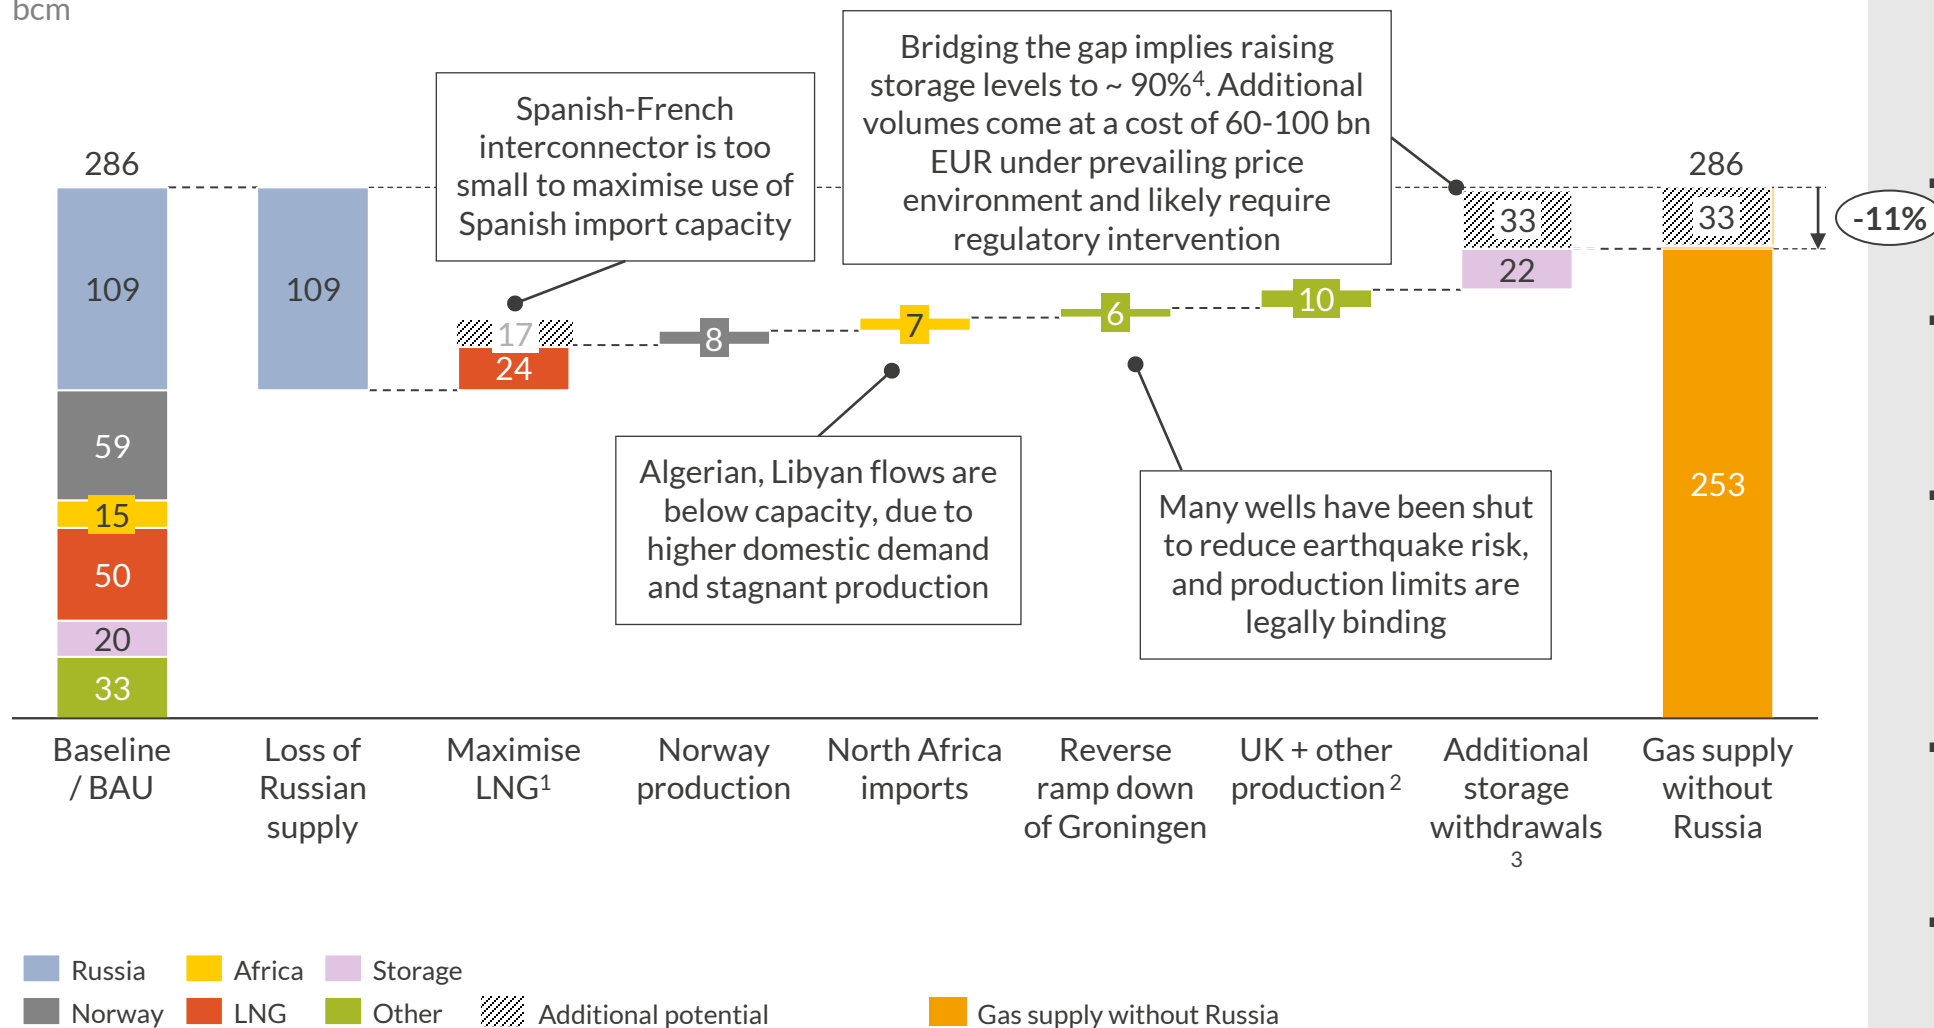 bcm
Bridging the gap implies raising
storage levels to ~ 90%⁴. Additional
volumes come at a cost of 60-100 bn
EUR under prevailing price
environment and likely require
regulatory intervention
Spanish-French
interconnector is too
small to maximise use of
Spanish import capacity
286
109
59
15
50
20
33
109
17
24
8
7
6
10
33
22
286
33
253
-11%
Algerian, Libyan flows are
below capacity, due to
higher domestic demand
and stagnant production
Many wells have been shut
to reduce earthquake risk,
and production limits are
legally binding
Baseline
/ BAU
Loss of
Russian
supply
Maximise
LNG¹
Norway
production
North Africa
imports
Reverse
ramp down
of Groningen
UK + other
production ²
Additional
storage
withdrawals
3
Gas supply
without
Russia
Russia
Africa
Storage
Norway
LNG
Other
Additional potential
Gas supply without Russia